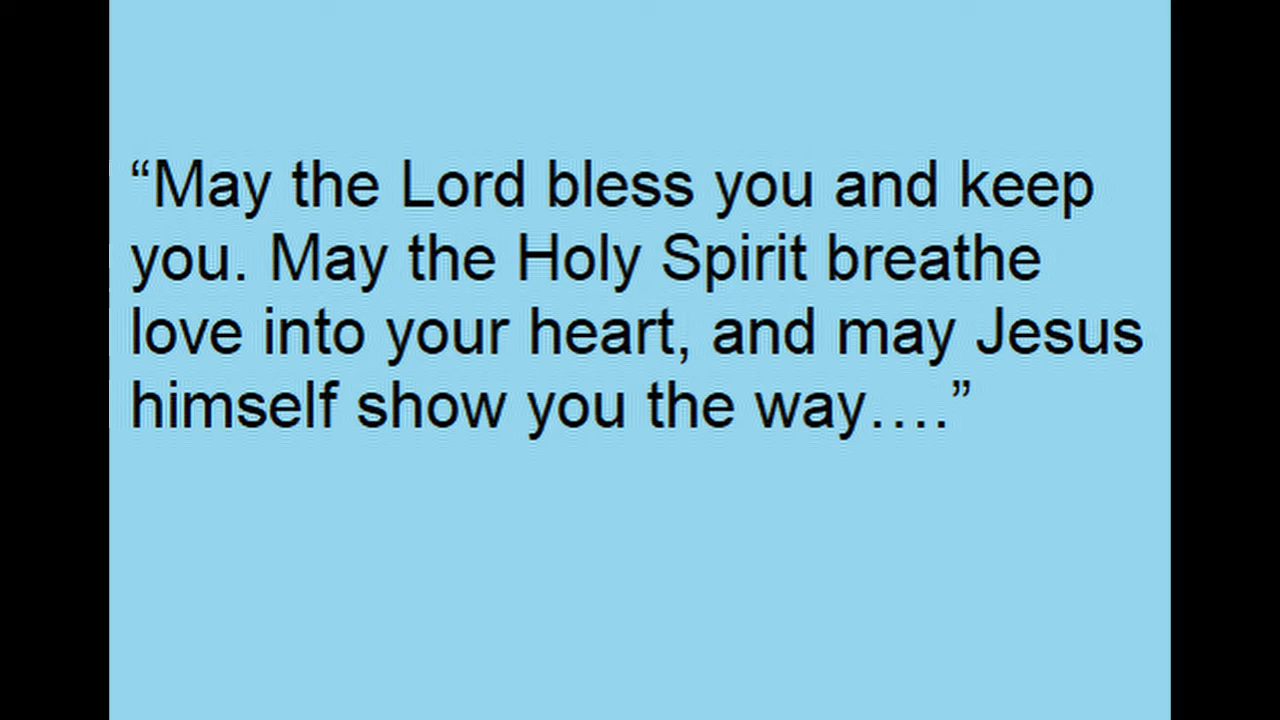 “May the Lord bless you and keep
you. May the Holy Spirit breathe
love into your heart, and may Jesus
himself show you the way….”